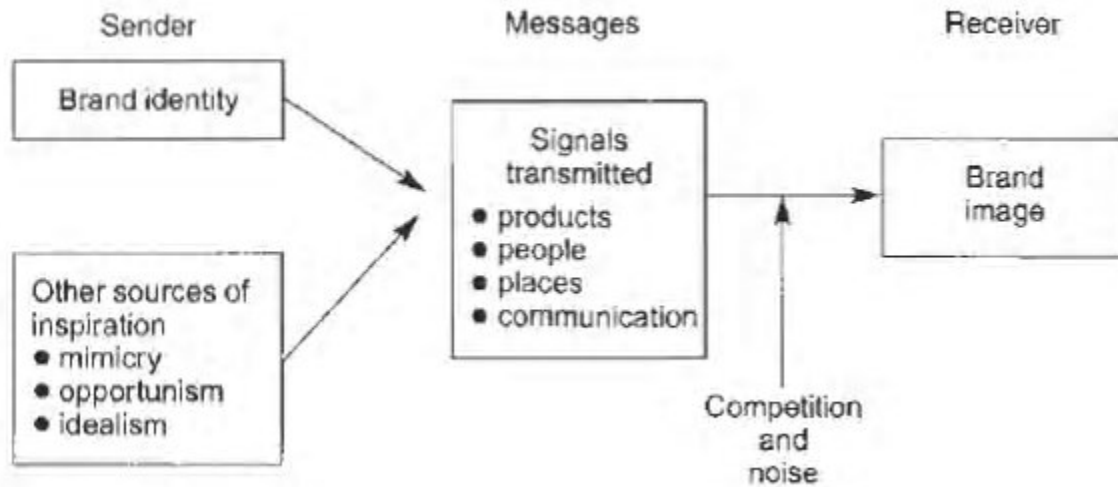 Sender
Messages
Receiver
Brand identity
Other sources of
inspiration
● mimicry
● opportunism
● idealism
Signals
transmitted
● products
● people
● places
● communication
Competition
and
noise
Brand
image